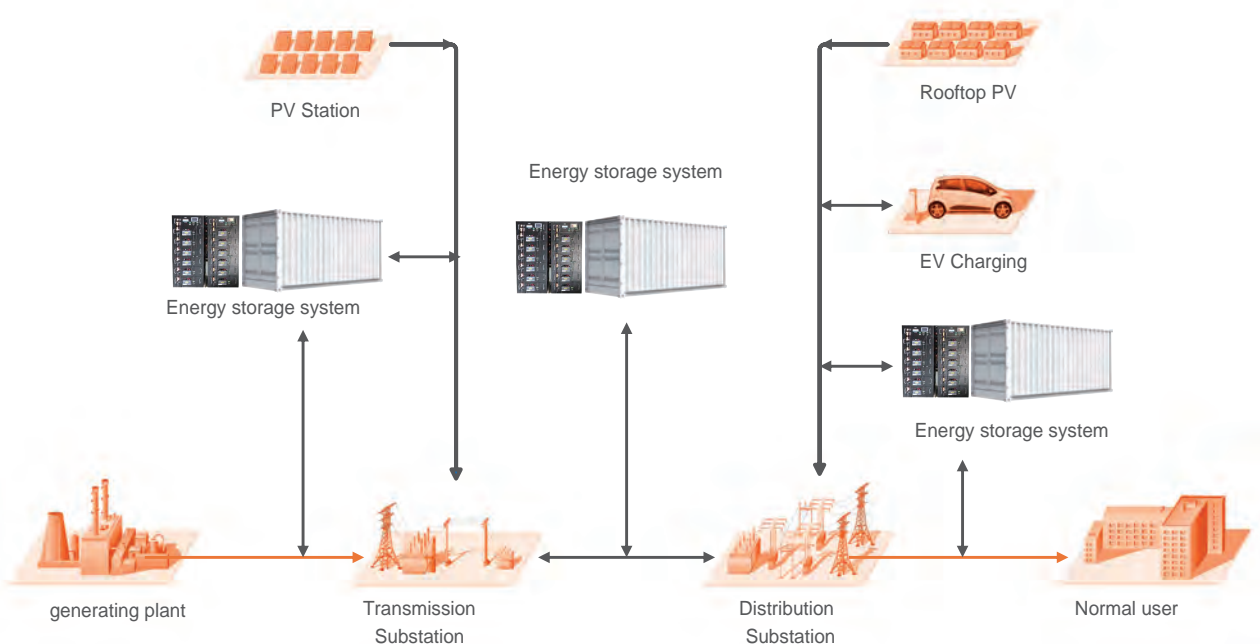 PV Station
Rooftop PV
Energy storage system
EV Charging
Energy storage system
Energy storage system
generating plant
Transmission
Substation
Distribution
Substation
Normal user